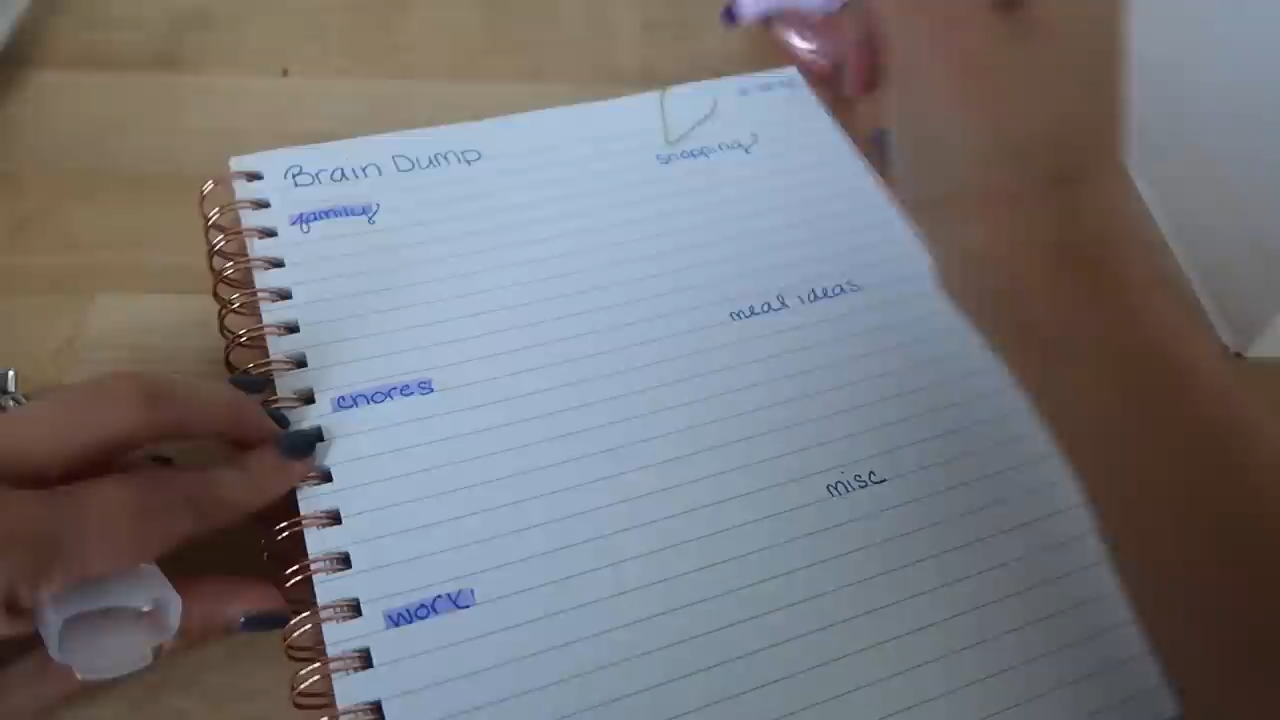 Brain Dump
family
shopping
meal ideas
chores
misc
work